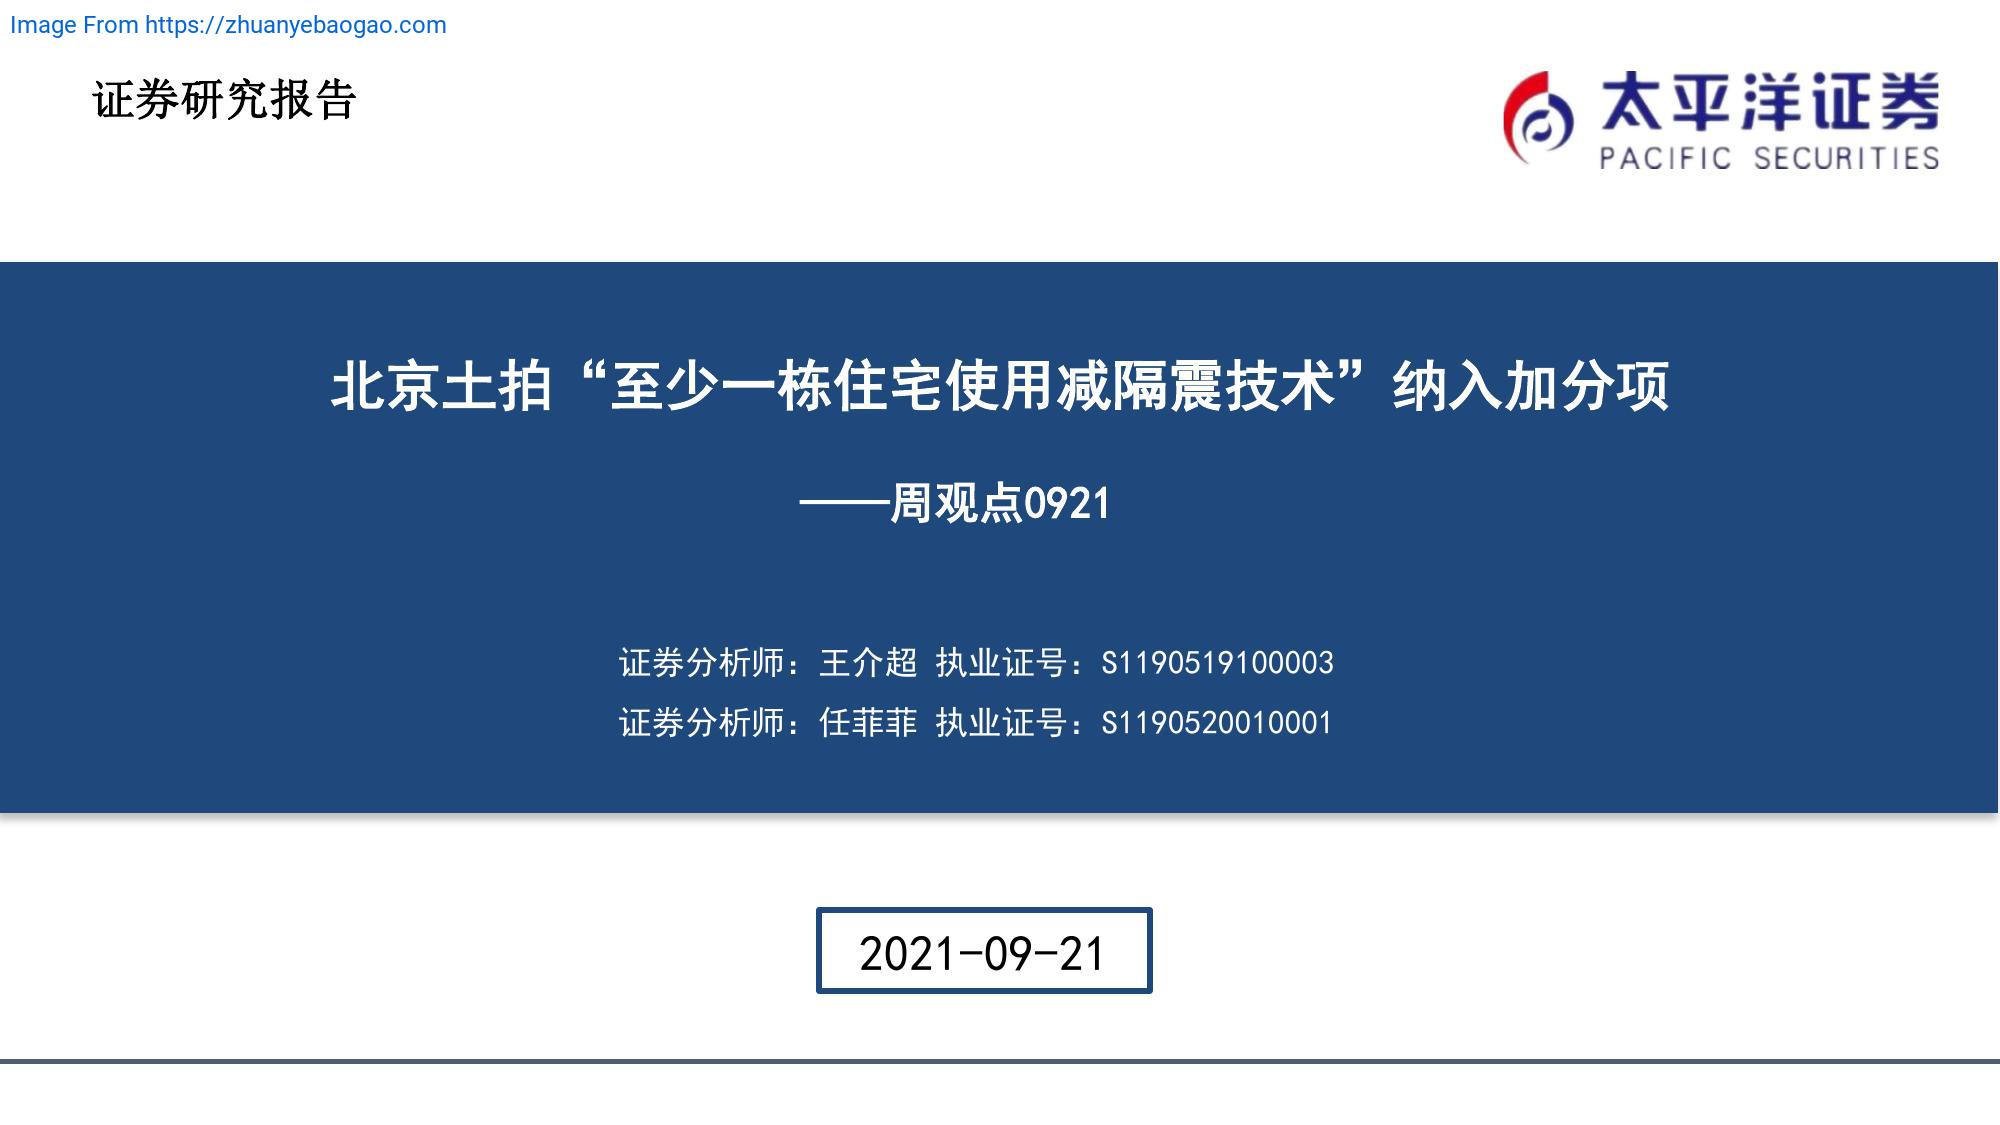 Image From https://zhuanyebaogao.com
证券研究报告
太平洋证券
PACIFIC SECURITIES
北京土拍“至少一栋住宅使用减隔震技术”纳入加分项
——周观点0921
证券分析师：王介超 执业证号：S1190519100003
证券分析师：任菲菲 执业证号：S1190520010001
2021-09-21